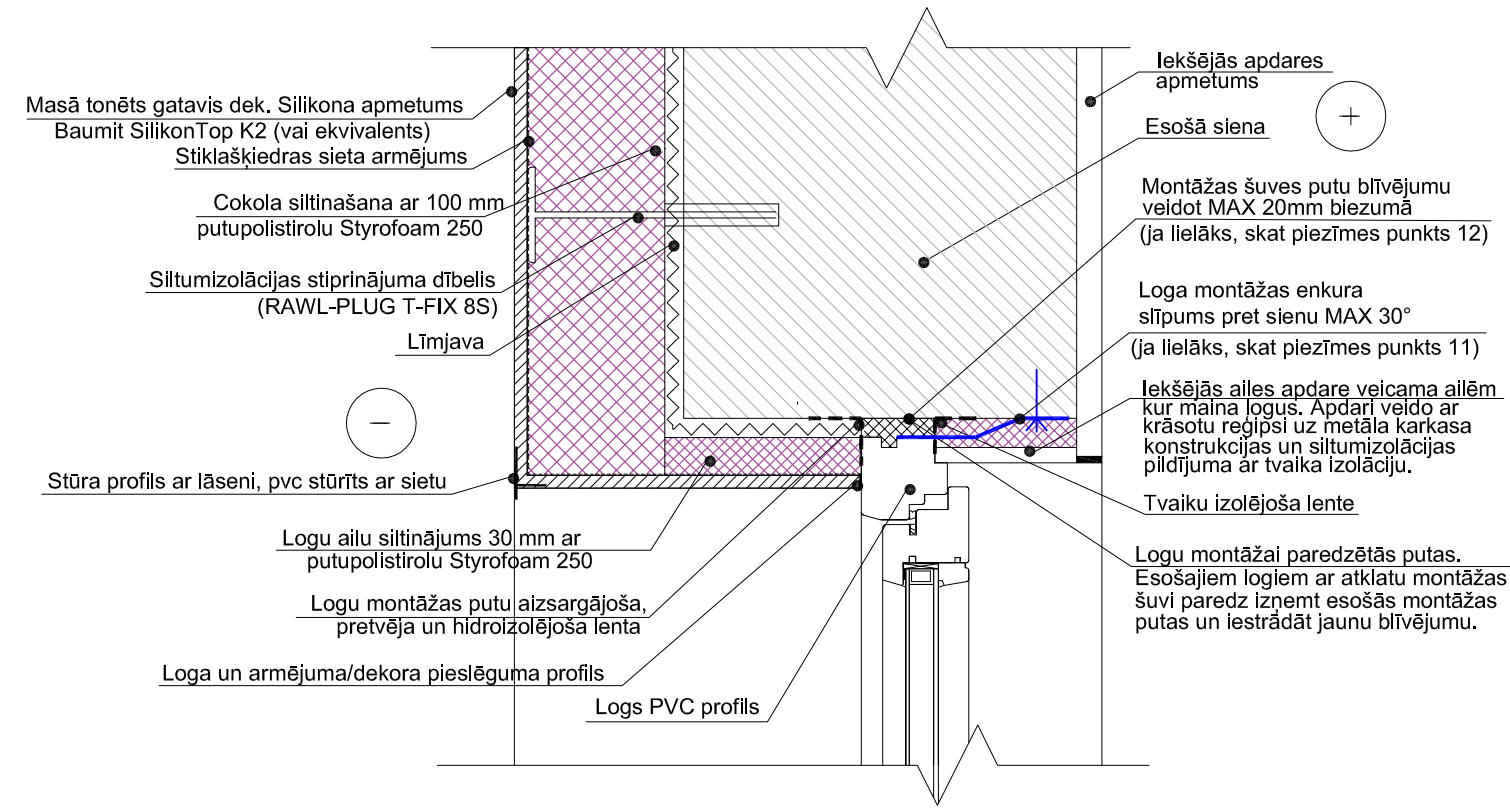 Masā tonēts gatavis dek. Silikona apmetums
Baumit SilikonTop K2 (vai ekvivalents)
Stiklašķiedras sieta armējums
Cokola siltinašana ar 100 mm
putupolistirolu Styrofoam 250
Siltumizolācijas stiprinājuma dībelis
(RAWL-PLUG T-FIX 8S)
Līmjava
Stūra profils ar lāseni, pvc stūrīts ar sietu
Logu ailu siltinājums 30 mm ar
putupolistirolu Styrofoam 250
Logu montāžas putu aizsargājoša,
pretvēja un hidroizolējoša lenta
Loga un armējuma/dekora pieslēguma profils
Logs PVC profils
Iekšējās apdares
apmetums
Esošā siena
Montāžas šuves putu blīvējumu
veidot MAX 20mm biezumā
(ja lielāks, skat piezīmes punkts 12)
Loga montāžas enkura
slīpums pret sienu MAX 30°
(ja lielāks, skat piezīmes punkts 11)
Iekšējās ailes apdare veicama ailēm
kur maina logus. Apdari veido ar
krāsotu reģipsi uz metāla karkasa
konstrukcijas un siltumizolācijas
pildījuma ar tvaika izolāciju.
Tvaiku izolējoša lente
Logu montāžai paredzētās putas.
Esošajiem logiem ar atklatu montāžas
šuvi paredz izņemt esošās montāžas
putas un iestrādāt jaunu blīvējumu.